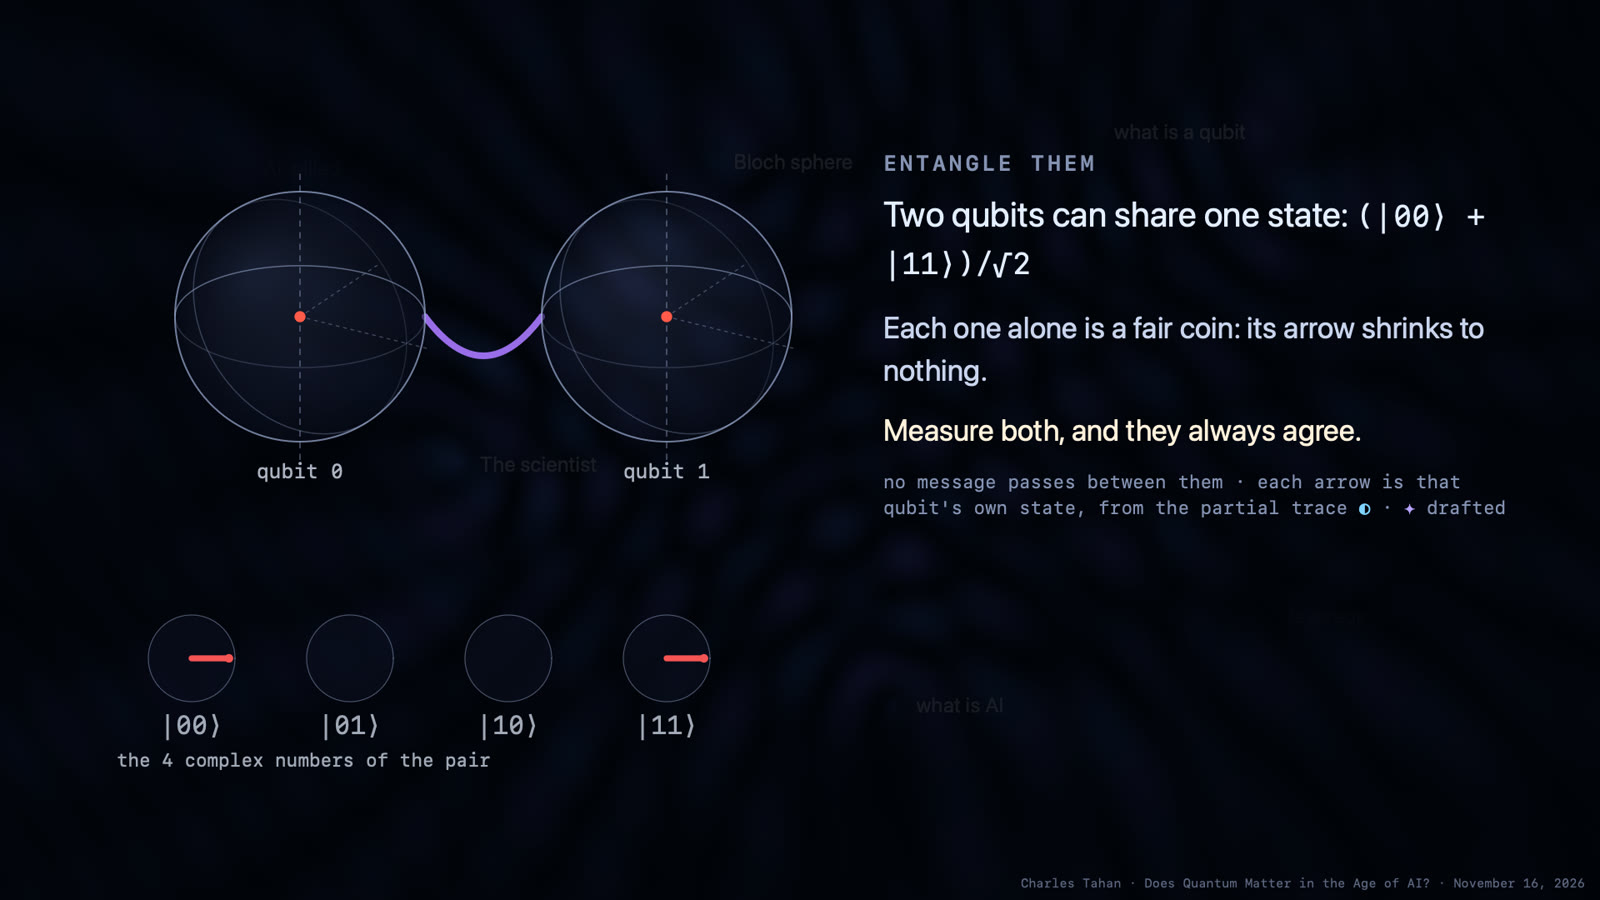 what is a qubit
Bloch sphere
ENTANGLE THEM
Two qubits can share one state: (|00⟩ +
|11⟩)/√2
Each one alone is a fair coin: its arrow shrinks to
nothing.
Measure both, and they always agree.
no message passes between them · each arrow is that
qubit's own state, from the partial trace ◐ · ✦ drafted
qubit 0
The scientist
qubit 1
|00⟩
|01⟩
|10⟩
|11⟩
the 4 complex numbers of the pair
what is AI
Charles Tahan · Does Quantum Matter in the Age of AI? · November 16, 2026